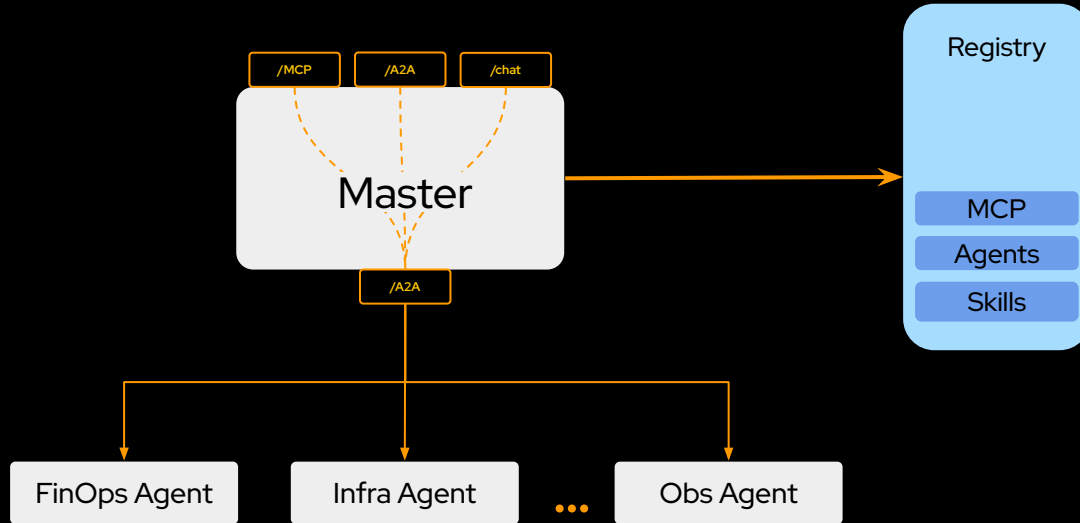 Registry
/MCP
/A2A
/chat
Master
MCP
Agents
Skills
/A2A
FinOps Agent
Infra Agent
...
Obs Agent